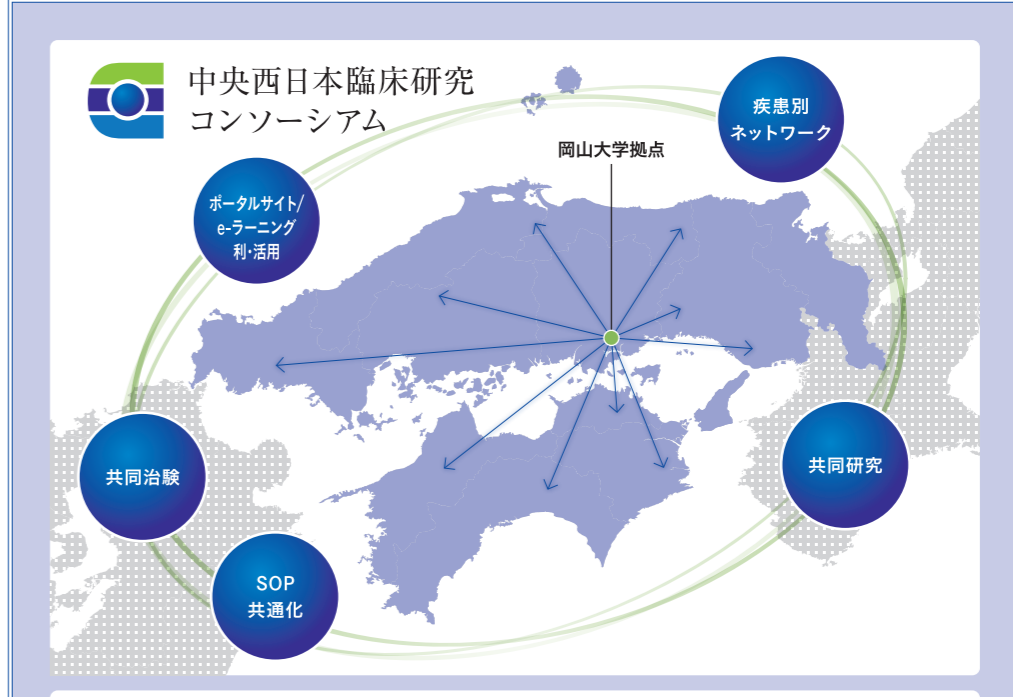 中央西日本臨床研究
コンソーシアム
疾患別
ネットワーク
岡山大学拠点
ポータルサイト/
e-ラーニング
利・活用
共同治験
共同研究
SOP
共通化